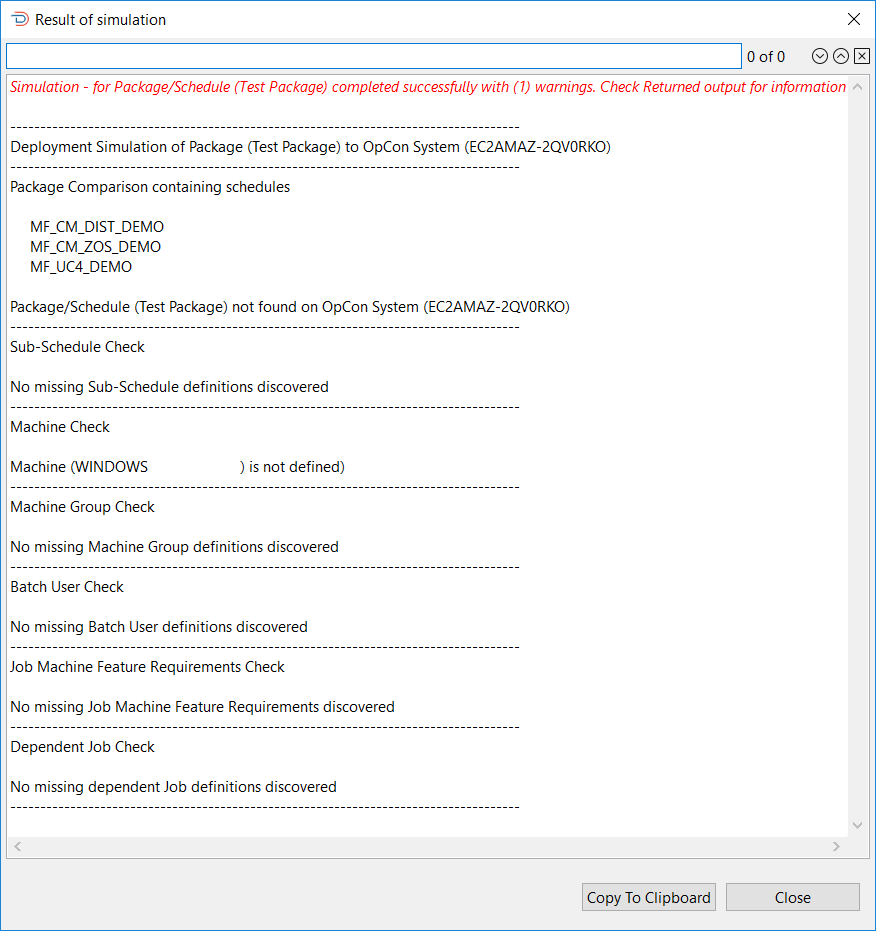 Result of simulation
0 of 0
Simulation - for Package/Schedule (Test Package) completed successfully with (1) warnings. Check Returned output for information
-------------------------------------------------------------------------------------
Deployment Simulation of Package (Test Package) to OpCon System (EC2AMAZ-2QV0RKO)
-------------------------------------------------------------------------------------
Package Comparison containing schedules
MF_CM_DIST_DEMO
MF_CM_ZOS_DEMO
MF_UC4_DEMO
Package/Schedule (Test Package) not found on OpCon System (EC2AMAZ-2QV0RKO)
-------------------------------------------------------------------------------------
Sub-Schedule Check
No missing Sub-Schedule definitions discovered
-------------------------------------------------------------------------------------
Machine Check
Machine (WINDOWS                     ) is not defined)
-------------------------------------------------------------------------------------
Machine Group Check
No missing Machine Group definitions discovered
-------------------------------------------------------------------------------------
Batch User Check
No missing Batch User definitions discovered
-------------------------------------------------------------------------------------
Job Machine Feature Requirements Check
No missing Job Machine Feature Requirements discovered
-------------------------------------------------------------------------------------
Dependent Job Check
No missing dependent Job definitions discovered
-------------------------------------------------------------------------------------
Copy To Clipboard
Close